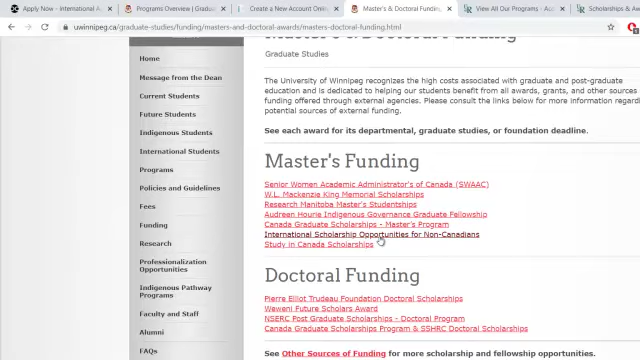 Apply Now – International A
Programs Overview | Graduat
Create a New Account Online
Master's & Doctoral Funding
View All Our Programs – Ac
Scholarships & Aw
uwinnipeg.ca/graduate-studies/funding/masters-and-doctoral-awards/masters-doctoral-funding.html
Master's & Doctoral Funding
Graduate Studies
Home
Message from the Dean
Current Students
Future Students
Indigenous Students
International Students
Programs
Policies and Guidelines
Fees
Funding
Research
Professionalization
Opportunities
Indigenous Pathway
Programs
Faculty and Staff
Alumni
FAQs
The University of Winnipeg recognizes the high costs associated with graduate and post-graduate
education and is dedicated to helping our students benefit from all awards, grants, and other sources
funding offered through external agencies. Please consult the links below for more information regard
potential sources of external funding.
See each award for its departmental, graduate studies, or foundation deadline.
Master's Funding
Senior Women Academic Administrator's of Canada (SWAAC)
W.L. Mackenzie King Memorial Scholarships
Research Manitoba Master's Studentships
Audreen Hourie Indigenous Governance Graduate Fellowship
Canada Graduate Scholarships – Master's Program
International Scholarship Opportunities for Non-Canadians
Study in Canada Scholarships
Doctoral Funding
Pierre Elliot Trudeau Foundation Doctoral Scholarships
Weweni Future Scholars Award
NSERC Post Graduate Scholarships – Doctoral Program
Canada Graduate Scholarships Program & SSHRC Doctoral Scholarships
See Other Sources of Funding for more scholarship and fellowship opportunities.